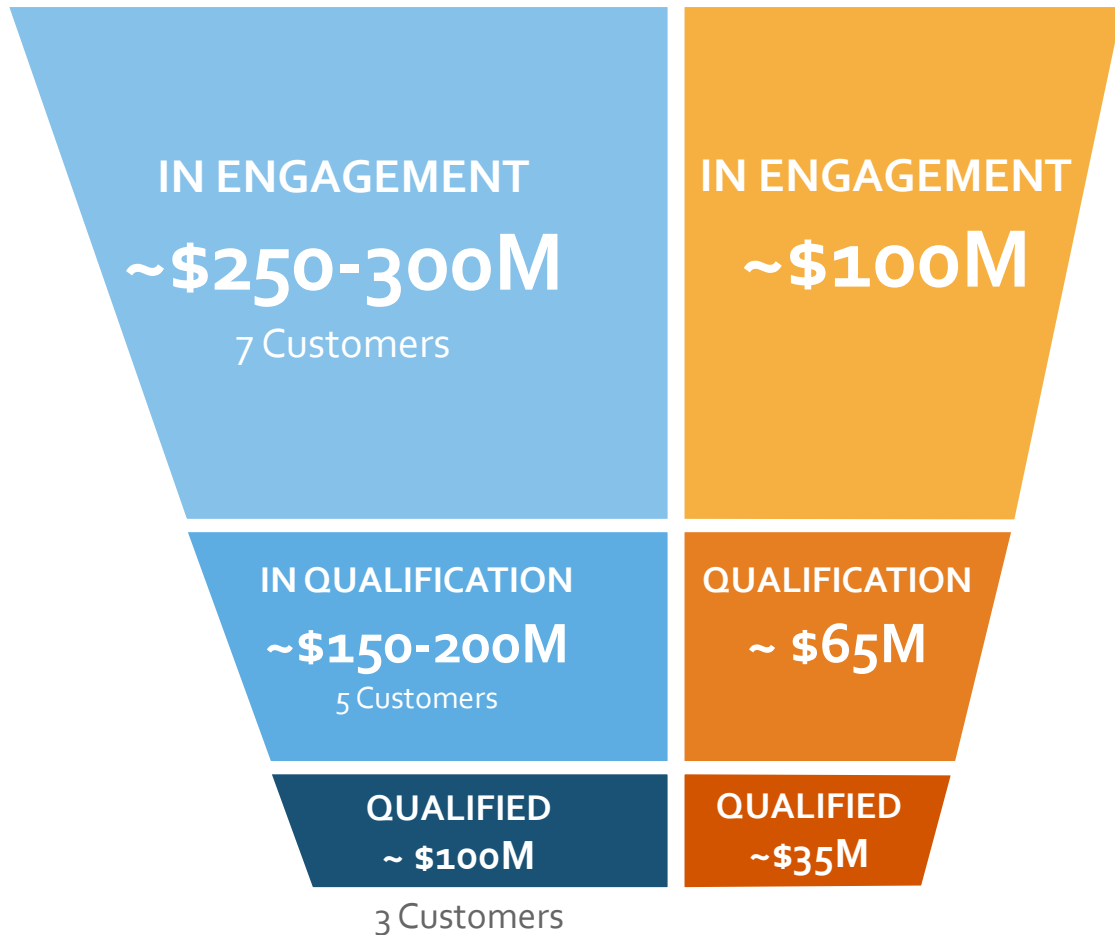 IN ENGAGEMENT
~$250-300M
7 Customers
IN ENGAGEMENT
~$100M
IN QUALIFICATION
~$150-200M
5 Customers
QUALIFICATION
~ $65M
QUALIFIED
~ $100M
3 Customers
QUALIFIED
~$35M